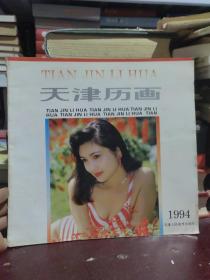 TIAN JIN LI HUA
天津历画
TIAN JIN LI HUA TIAN JIN LI HUA TIAN JIN LI
HUA TIAN JIN LI HUA TIAN JIN LI HUA TIAN
1994